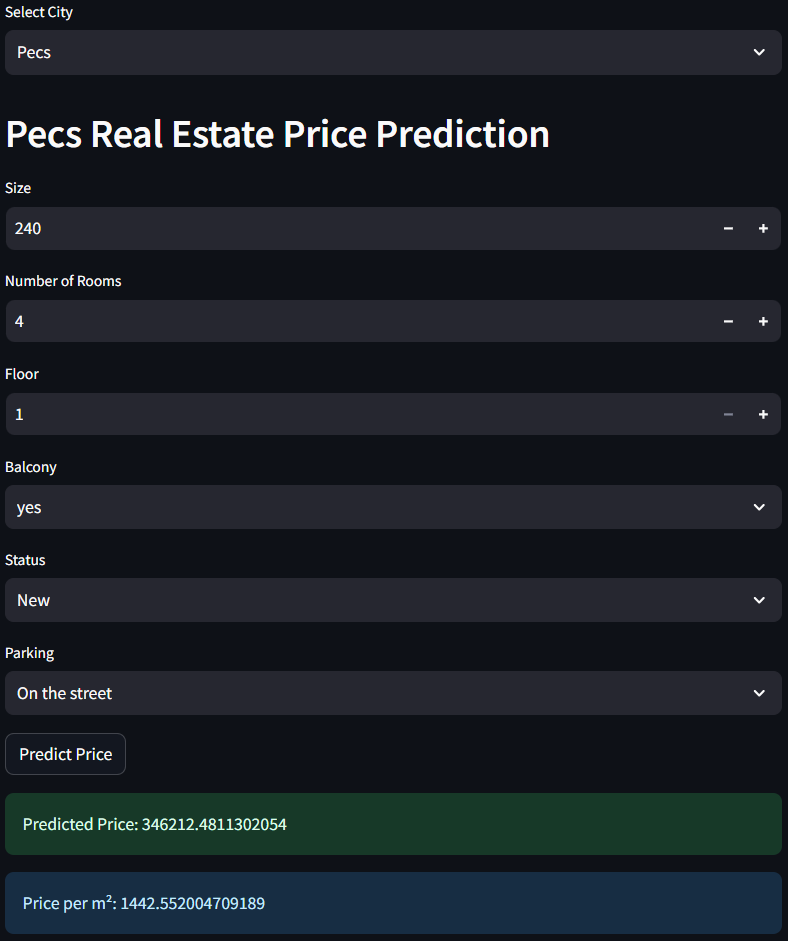 Select City
Pecs
Pecs Real Estate Price Prediction
Size
240
Number of Rooms
4
Floor
1
Balcony
yes
Status
New
Parking
On the street
Predict Price
Predicted Price: 346212.4811302054
Price per m²: 1442.552004709189